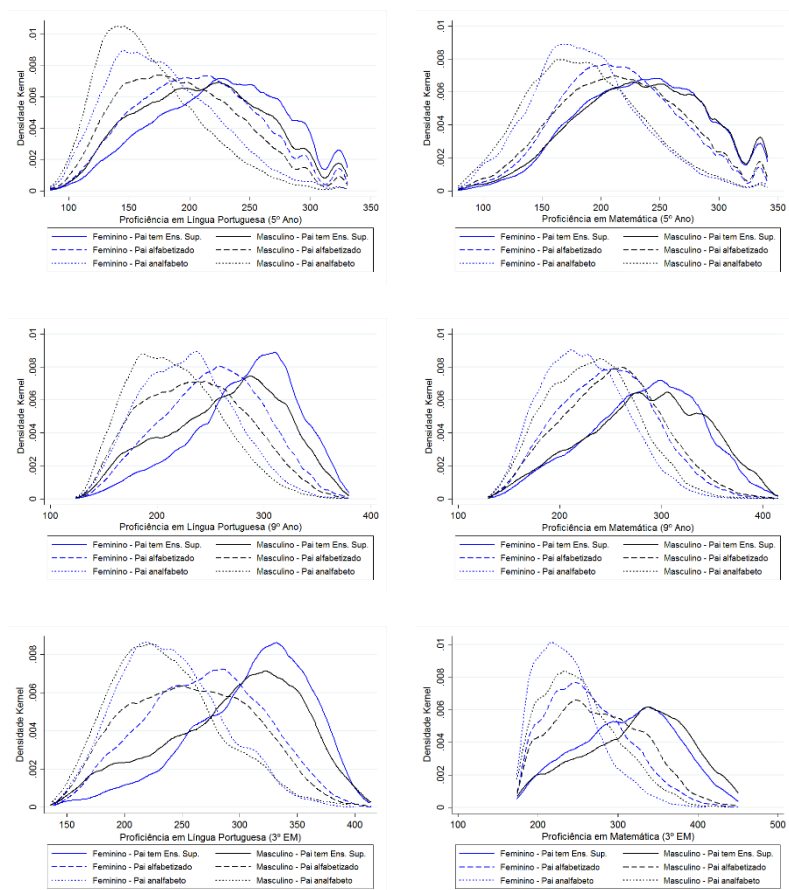 Densidade Kernel
0 .002 .004 .006 .008 .01
100 150 200 250 300 350
Proficiência em Língua Portuguesa (5º Ano)
Feminino - Pai tem Ens. Sup. Masculino - Pai tem Ens. Sup.
Feminino - Pai alfabetizado Masculino - Pai alfabetizado
Feminino - Pai analfabeto Masculino - Pai analfabeto
Densidade Kernel
0 .002 .004 .006 .008 .01
100 150 200 250 300 350
Proficiência em Matemática (5º Ano)
Feminino - Pai tem Ens. Sup. Masculino - Pai tem Ens. Sup.
Feminino - Pai alfabetizado Masculino - Pai alfabetizado
Feminino - Pai analfabeto Masculino - Pai analfabeto
Densidade Kernel
0 .002 .004 .006 .008 .01
100 200 300 400
Proficiência em Língua Portuguesa (9º Ano)
Feminino - Pai tem Ens. Sup. Masculino - Pai tem Ens. Sup.
Feminino - Pai alfabetizado Masculino - Pai alfabetizado
Feminino - Pai analfabeto Masculino - Pai analfabeto
Densidade Kernel
0 .002 .004 .006 .008 .01
100 200 300 400
Proficiência em Matemática (9º Ano)
Feminino - Pai tem Ens. Sup. Masculino - Pai tem Ens. Sup.
Feminino - Pai alfabetizado Masculino - Pai alfabetizado
Feminino - Pai analfabeto Masculino - Pai analfabeto
Densidade Kernel
0 .002 .004 .006 .008
150 200 250 300 350 400
Proficiência em Língua Portuguesa (3º EM)
Feminino - Pai tem Ens. Sup. Masculino - Pai tem Ens. Sup.
Feminino - Pai alfabetizado Masculino - Pai alfabetizado
Feminino - Pai analfabeto Masculino - Pai analfabeto
Densidade Kernel
0 .002 .004 .006 .008 .01
100 200 300 400 500
Proficiência em Matemática (3º EM)
Feminino - Pai tem Ens. Sup. Masculino - Pai tem Ens. Sup.
Feminino - Pai alfabetizado Masculino - Pai alfabetizado
Feminino - Pai analfabeto Masculino - Pai analfabeto